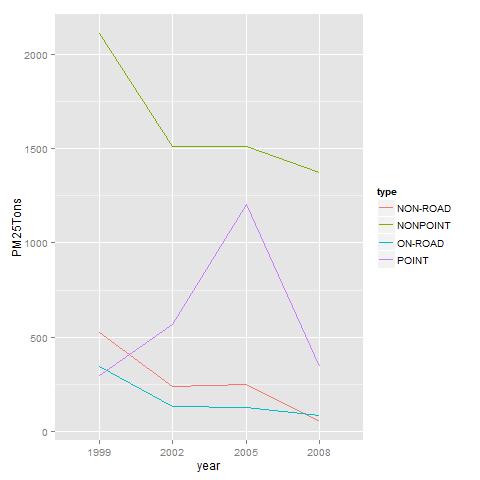 PM25Tons
2000
1500
1000
500
0
1999
2002
2005
2008
year
type
NON-ROAD
NONPOINT
ON-ROAD
POINT